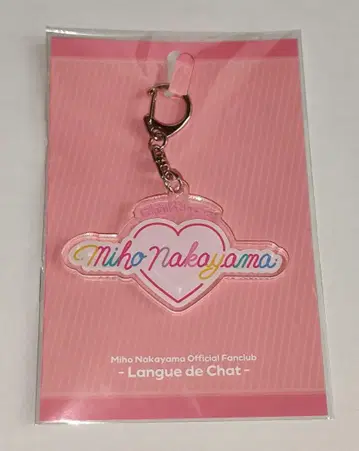 Miho Nakayama
Miho Nakayama Official Fanclub
- Langue de Chat -